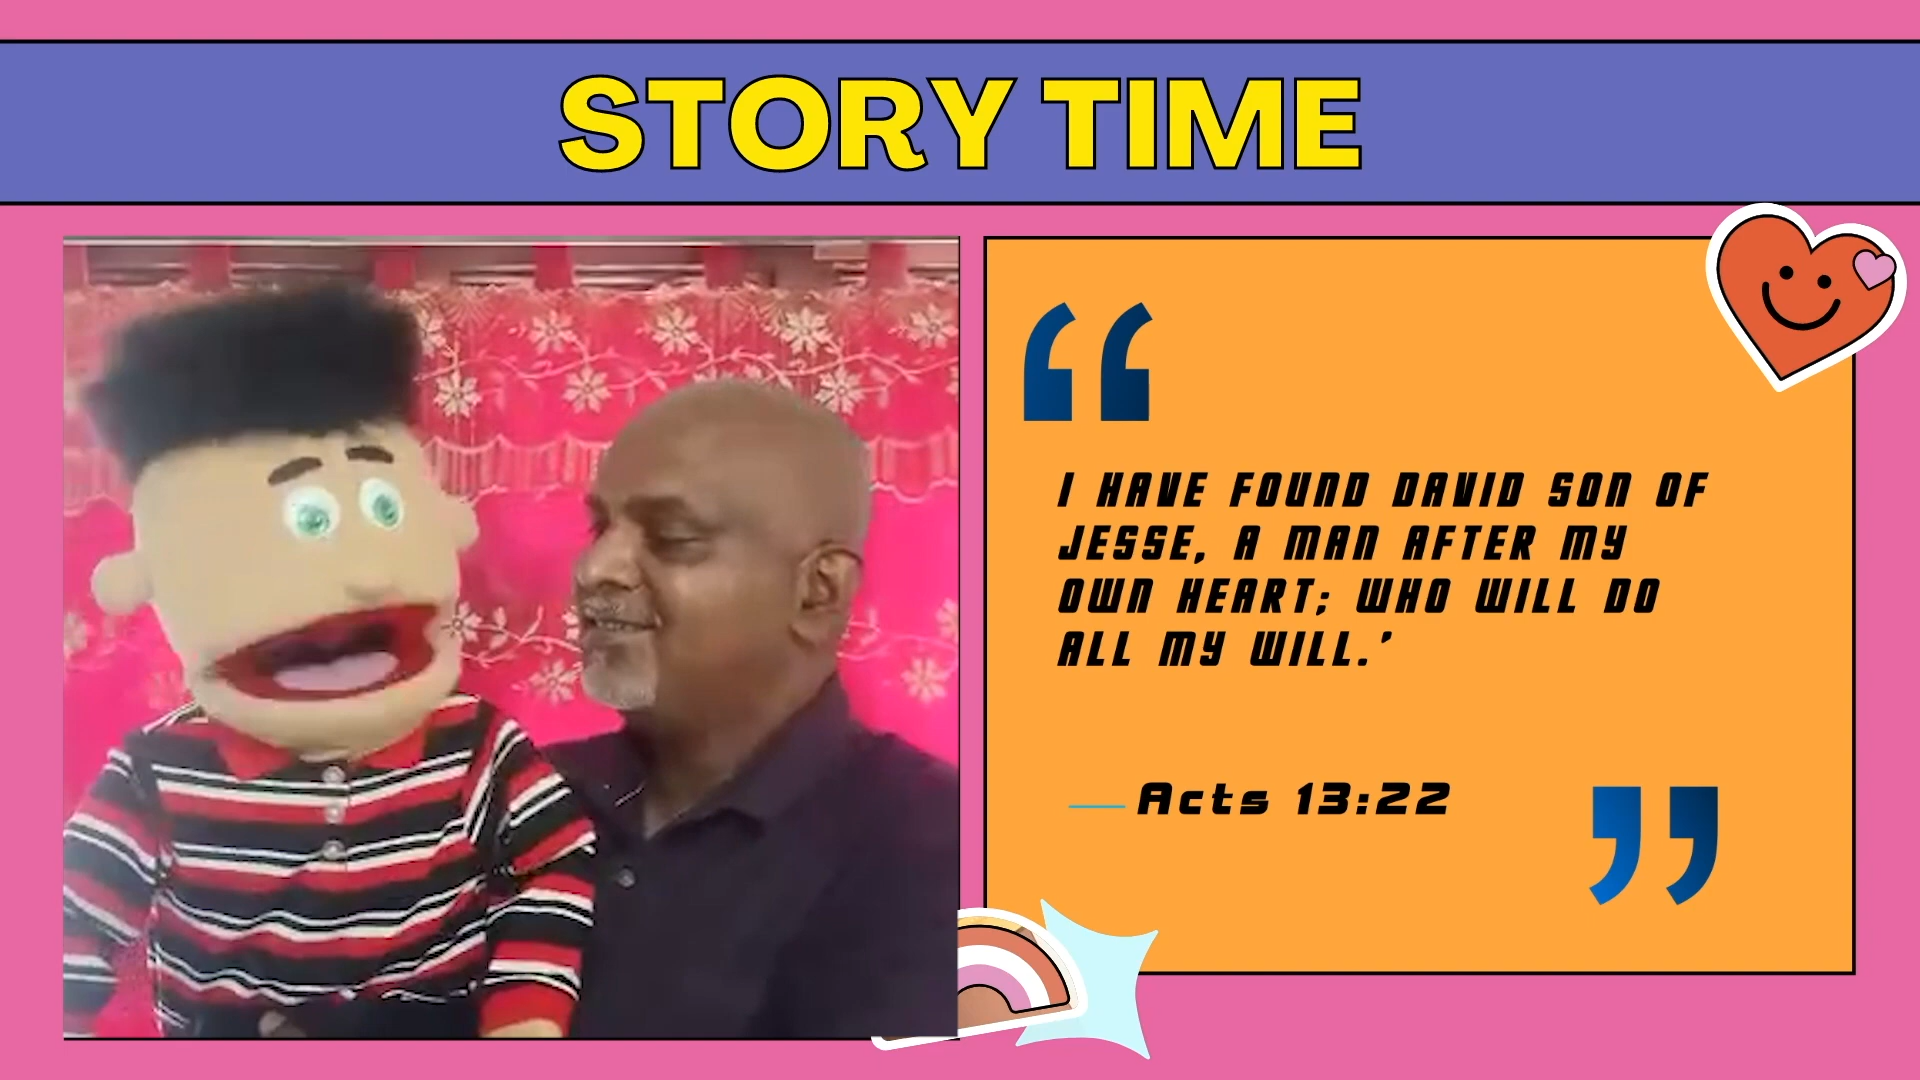 STORY TIME
“
I HAVE FOUND DAVID SON OF
JESSE, A MAN AFTER MY
OWN HEART; WHO WILL DO
ALL MY WILL.’
— Acts 13:22
”